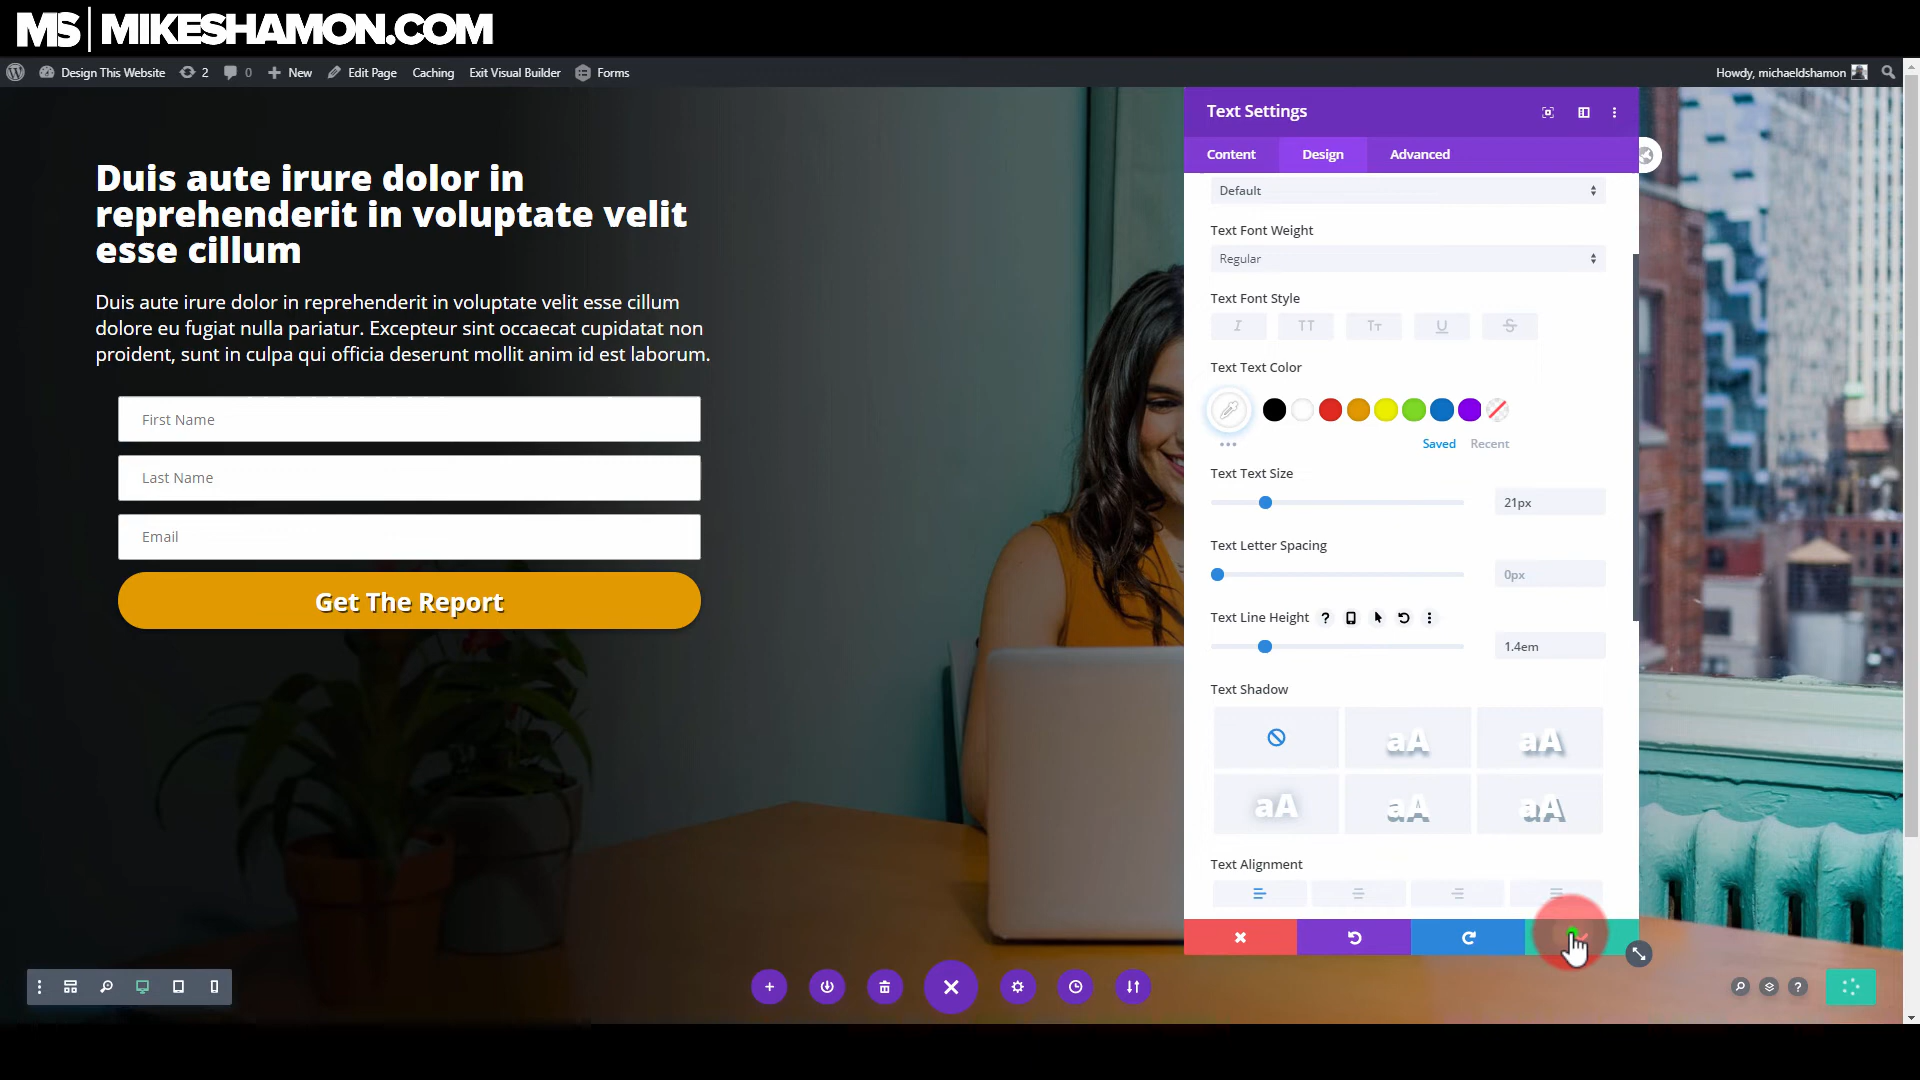 MS | MIKESHAMON.COM
Design This Website 2 0 New Edit Page Caching Exit Visual Builder Forms
Howdy, michaeldshamon
Duis aute irure dolor in
reprehenderit in voluptate velit
esse cillum
Duis aute irure dolor in reprehenderit in voluptate velit esse cillum
dolore eu fugiat nulla pariatur. Excepteur sint occaecat cupidatat non
proident, sunt in culpa qui officia deserunt mollit anim id est laborum.
First Name
Last Name
Email
Get The Report
Text Settings
Content Design Advanced
Default
Text Font Weight
Regular
Text Font Style
I TT Tт U S
Text Text Color
Saved Recent
Text Text Size
21px
Text Letter Spacing
0px
Text Line Height ?
1.4em
Text Shadow
aA aA
aA aA aA
Text Alignment
?